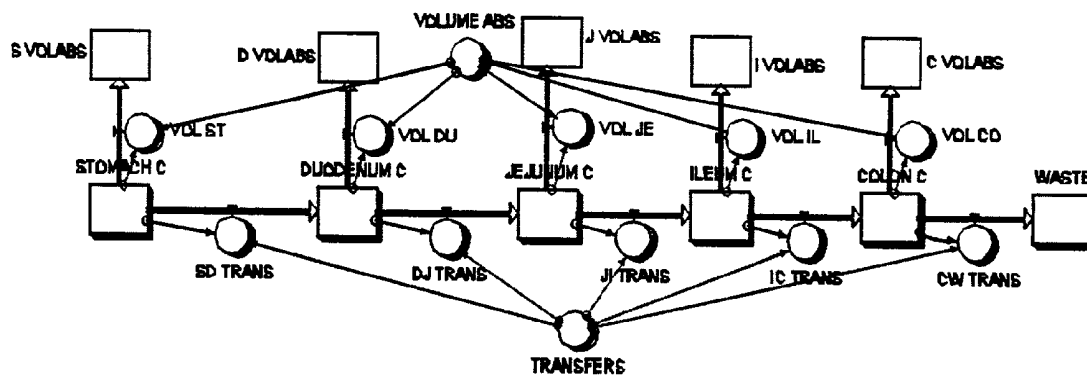 VOLUME ABS
S VOLABS
D VOLABS
J VOLABS
I VOLABS
C VOLABS
VOL ST
VOL DU
VOL JE
VOL IL
VOL CO
STOMACH C
DUODENUM C
JEJUNUM C
ILEUM C
COLON C
WASTE
SD TRANS
DJ TRANS
JI TRANS
IC TRANS
CW TRANS
TRANSFERS